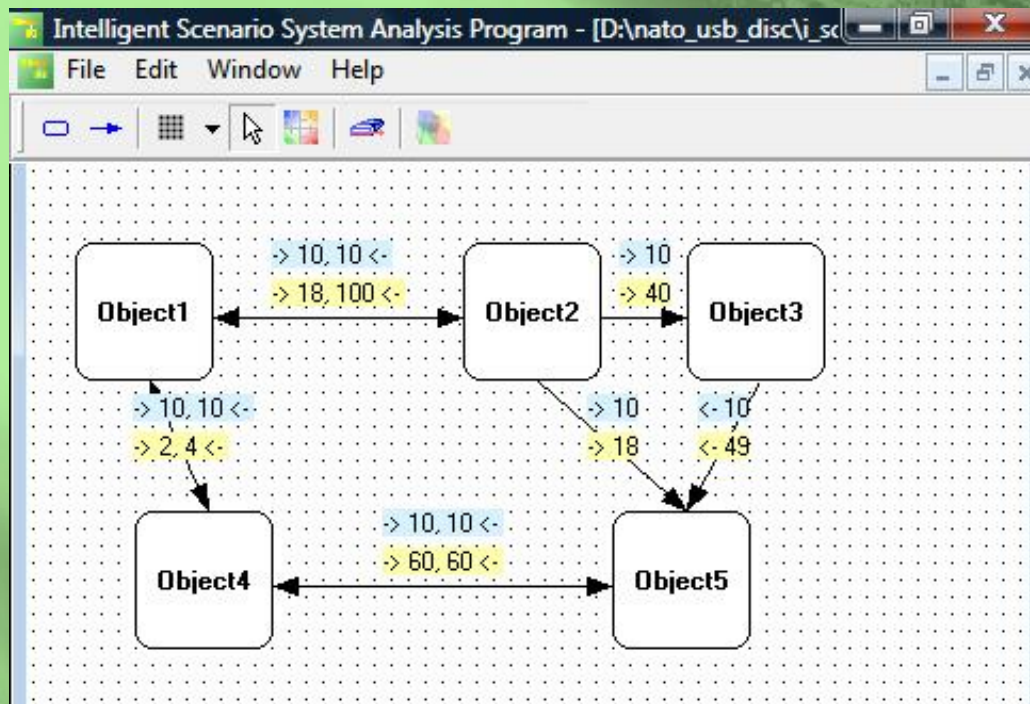 Intelligent Scenario System Analysis Program - [D:\nato_usb_disc\i_sc
File Edit Window Help
-> 10, 10 <-
-> 18, 100 <-
-> 10
-> 40
Object1
Object2
Object3
-> 10, 10 <-
-> 2, 4 <-
-> 10
-> 18
<- 10
<- 49
-> 10, 10 <-
-> 60, 60 <-
Object4
Object5